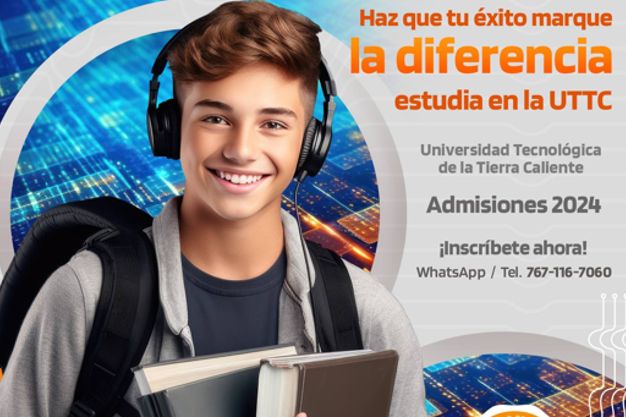 Haz que tu éxito marque
la diferencia
estudia en la UTTC
Universidad Tecnológica
de la Tierra Caliente
Admisiones 2024
¡Inscríbete ahora!
WhatsApp / Tel. 767-116-7060